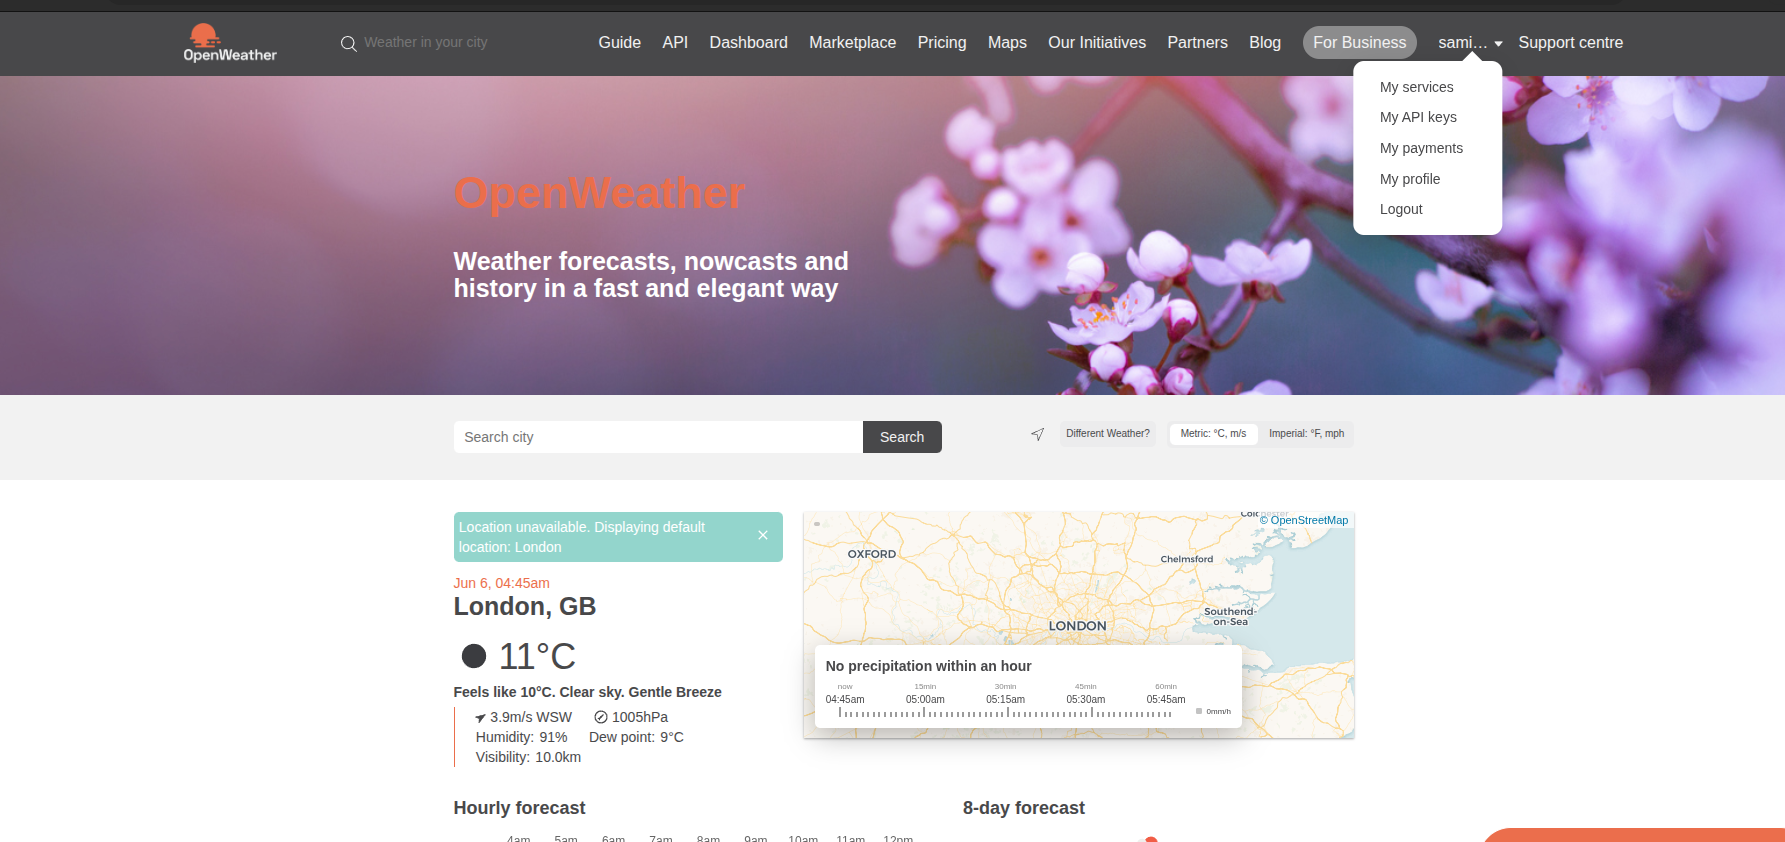 OpenWeather
Weather in your city
Guide API Dashboard Marketplace Pricing Maps Our Initiatives Partners Blog For Business sami... Support centre
My services
My API keys
My payments
My profile
Logout
OpenWeather
Weather forecasts, nowcasts and
history in a fast and elegant way
Search city Search
Different Weather? Metric: °C, m/s Imperial: °F, mph
Location unavailable. Displaying default
location: London
Jun 6, 04:45am
London, GB
11°C
Feels like 10°C. Clear sky. Gentle Breeze
3.9m/s WSW 1005hPa
Humidity: 91% Dew point: 9°C
Visibility: 10.0km
Colchester
© OpenStreetMap
OXFORD
Chelmsford
Southend-
on-Sea
LONDON
No precipitation within an hour
now 15min 30min 45min 60min
04:45am 05:00am 05:15am 05:30am 05:45am
0mm/h
Hourly forecast
8-day forecast
4am 5am 6am 7am 8am 9am 10am 11am 12pm